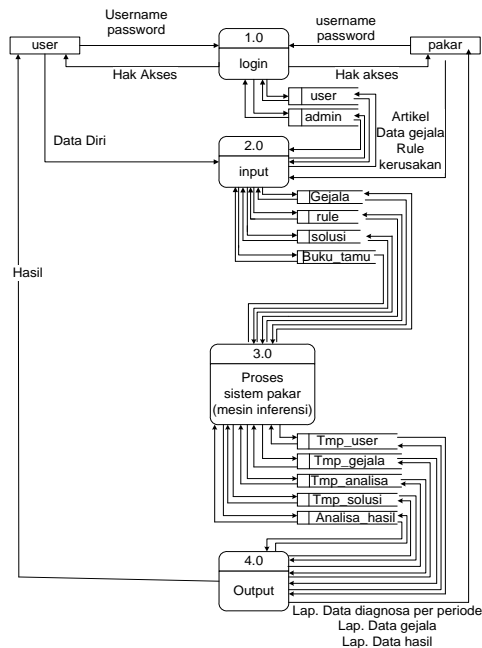 Username
password
username
password
1.0
login
user
pakar
Hak Akses
Hak akses
user
admin
Artikel
Data gejala
Rule
kerusakan
Data Diri
2.0
input
Gejala
rule
solusi
Buku_tamu
Hasil
3.0
Proses
sistem pakar
(mesin inferensi)
Tmp_user
Tmp_gejala
Tmp_analisa
Tmp_solusi
Analisa_hasil
4.0
Output
Lap. Data diagnosa per periode
Lap. Data gejala
Lap. Data hasil